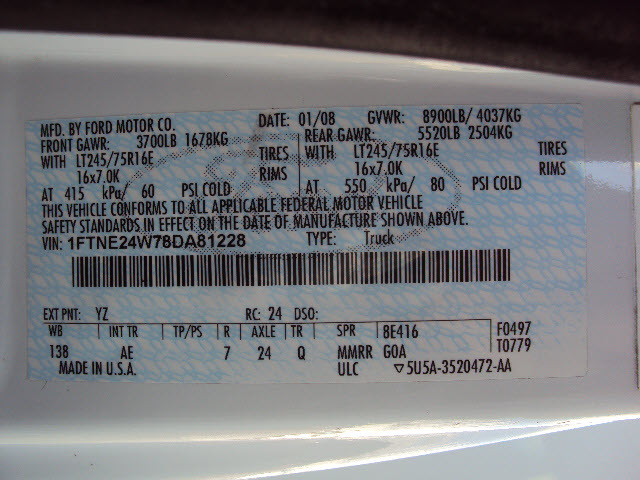 MFG. BY FORD MOTOR CO. DATE: 01/08 GVWR: 8900LB/ 4037KG
FRONT GAWR: 3700LB 1678KG REAR GAWR: 5520LB 2504KG
WITH LT245/75R16E TIRES WITH LT245/75R16E TIRES
16x7.0K RIMS 16x7.0K RIMS
AT 415 kPa/ 60 PSI COLD AT 550 kPa/ 80 PSI COLD
THIS VEHICLE CONFORMS TO ALL APPLICABLE FEDERAL MOTOR VEHICLE
SAFETY STANDARDS IN EFFECT ON THE DATE OF MANUFACTURE SHOWN ABOVE.
VIN: 1FTNE24W78DA81228 TYPE: Truck
EXT PNT: YZ RC: 24 DSO:
WB INT TR TP/PS R AXLE TR SPR 8E416 F0497
138 AE 7 24 Q MMRR GOA T0779
MADE IN U.S.A. ULC ▽5U5A-3520472-AA